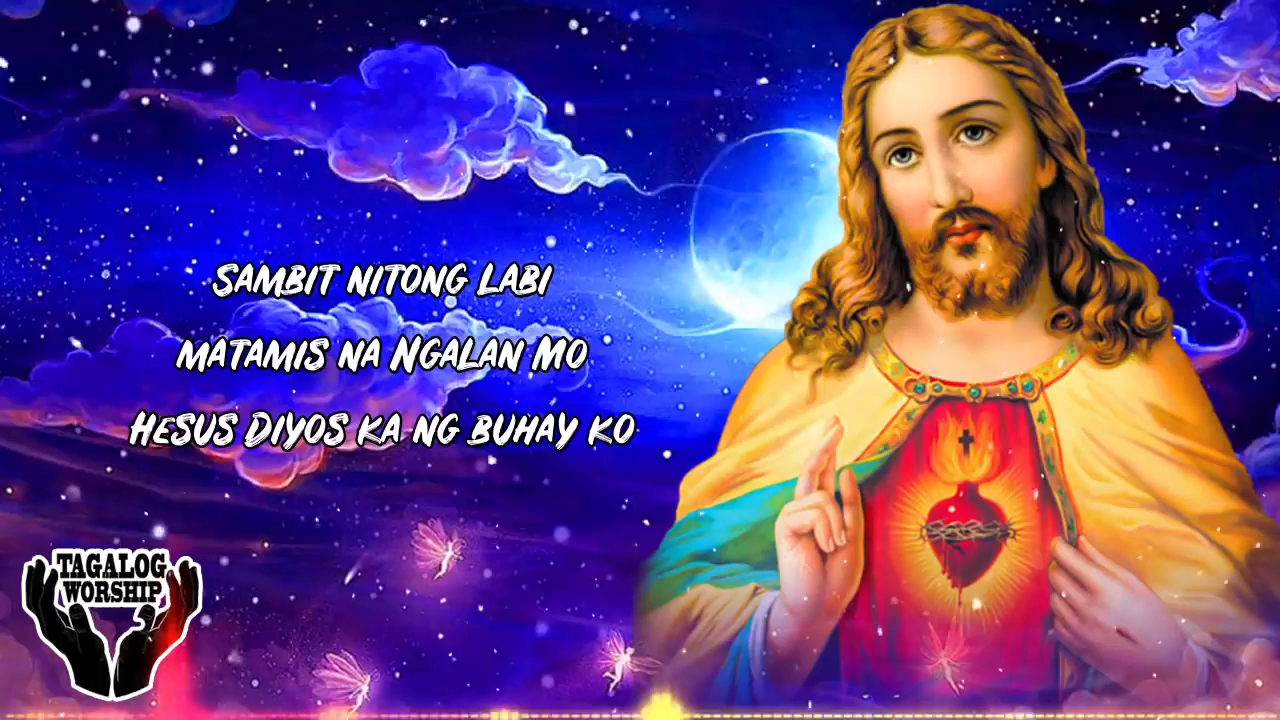 Sambit nitong Labi
matamis na Ngalan Mo
Hesus Diyos ka ng buhay ko
TAGALOG
WORSHIP